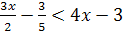 3x/2 − 3/5 < 4x − 3